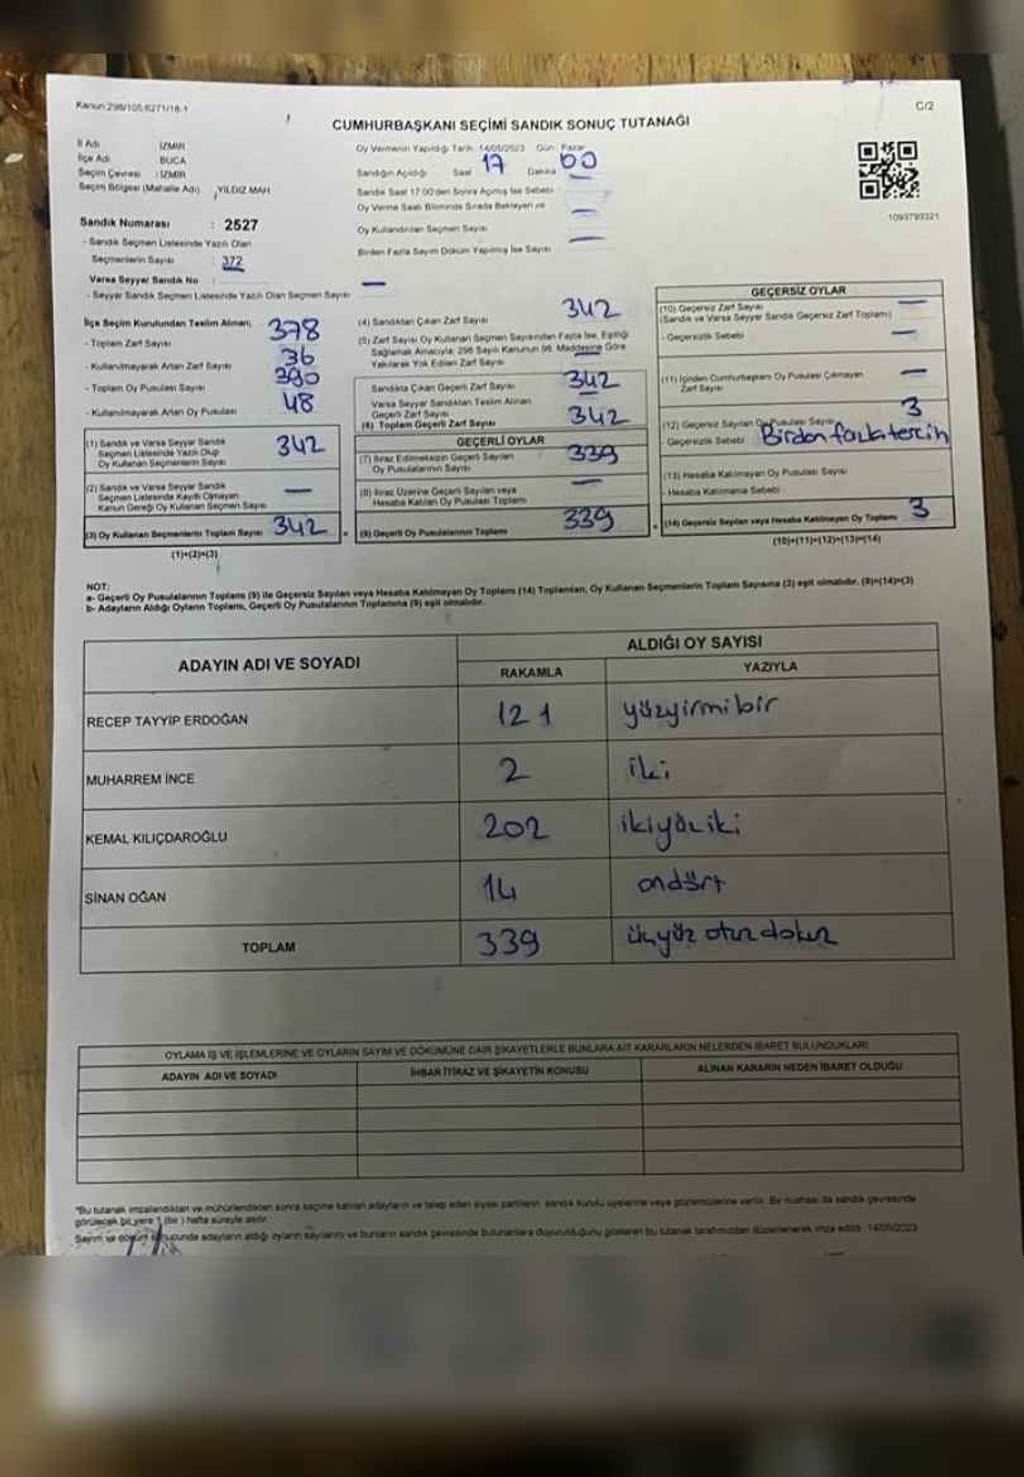 Kanun 298/105 6271/18.1
C/2
CUMHURBAŞKANI SEÇİMİ SANDIK SONUÇ TUTANAĞI
İl Adı İZMİR
İlçe Adı BUCA
Seçim Çevresi : İZMİR
Seçim Bölgesi (Mahalle Adı) YILDIZ MAH
Sandık Numarası : 2527
- Sandık Seçmen Listesinde Yazılı Olan
Seçmenlerin Sayısı : 372
Varsa Seyyar Sandık No :
- Seyyar Sandık Seçmen Listesinde Yazılı Olan Seçmen Sayısı —
Oy Vermenin Yapıldığı Tarih 14/05/2023 Gün Pazar
Sandığın Açıldığı Saat 17 Dakika 00
Sandık Saat 17.00'den Sonra Açılmış İse Sebebi —
Oy Verme Saati Bitiminde Sırada Bekleyen ve
Oy Kullandırılan Seçmen Sayısı —
Birden Fazla Sayım Döküm Yapılmış İse Sayısı —
1093793321
İlçe Seçim Kurulundan Teslim Alınan;
- Toplam Zarf Sayısı 378
- Kullanılmayarak Artan Zarf Sayısı 36
- Toplam Oy Pusulası Sayısı 390
- Kullanılmayarak Artan Oy Pusulası 48
(1) Sandık ve Varsa Seyyar Sandık
Seçmen Listesinde Yazılı Olup
Oy Kullanan Seçmenlerin Sayısı 342
(2) Sandık ve Varsa Seyyar Sandık
Seçmen Listesinde Kayıtlı Olmayan
Kanun Gereği Oy Kullanan Seçmen Sayısı —
(3) Oy Kullanan Seçmenlerin Toplam Sayısı 342 =
(1)+(2)=(3)
(4) Sandıktan Çıkan Zarf Sayısı 342
(5) Zarf Sayısı Oy Kullanan Seçmen Sayısından Fazla İse, Eşitliği
Sağlamak Amacıyla; 298 Sayılı Kanunun 98. Maddesine Göre
Yakılarak Yok Edilen Zarf Sayısı —
Sandıkta Çıkan Geçerli Zarf Sayısı 342
Varsa Seyyar Sandıktan Teslim Alınan
Geçerli Zarf Sayısı
(6) Toplam Geçerli Zarf Sayısı 342
GEÇERLİ OYLAR
(7) İtiraz Edilmeksizin Geçerli Sayılan
Oy Pusulalarının Sayısı 339
(8) İtiraz Üzerine Geçerli Sayılan veya
Hesaba Katılan Oy Pusulası Toplamı —
(9) Geçerli Oy Pusulalarının Toplamı 339 +
GEÇERSİZ OYLAR
(10) Geçersiz Zarf Sayısı —
(Sandık ve Varsa Seyyar Sandık Geçersiz Zarf Toplamı)
- Geçersizlik Sebebi —
(11) İçinden Cumhurbaşkanı Oy Pusulası Çıkmayan
Zarf Sayısı —
(12) Geçersiz Sayılan Oy Pusulası Sayısı 3
- Geçersizlik Sebebi Birden fazla tercih
(13) Hesaba Katılmayan Oy Pusulası Sayısı
- Hesaba Katılmama Sebebi
(14) Geçersiz Sayılan veya Hesaba Katılmayan Oy Toplamı 3
(10)+(11)+(12)+(13)=(14)
NOT:
a- Geçerli Oy Pusulalarının Toplamı (9) ile Geçersiz Sayılan veya Hesaba Katılmayan Oy Toplamı (14) Toplamları, Oy Kullanan Seçmenlerin Toplam Sayısına (3) eşit olmalıdır. (9)+(14)=(3)
b- Adayların Aldığı Oyların Toplamı, Geçerli Oy Pusulalarının Toplamına (9) eşit olmalıdır.
ADAYIN ADI VE SOYADI
ALDIĞI OY SAYISI
RAKAMLA YAZIYLA
RECEP TAYYİP ERDOĞAN 121 yüzyirmibir
MUHARREM İNCE 2 iki
KEMAL KILIÇDAROĞLU 202 ikiyüziki
SİNAN OĞAN 14 ondört
TOPLAM 339 üçyüz otuz dokuz
OYLAMA İŞ VE İŞLEMLERİNE VE OYLARIN SAYIM VE DÖKÜMÜNE DAİR ŞİKAYETLERLE BUNLARA AİT KARARLARIN NELERDEN İBARET BULUNDUKLARI
ADAYIN ADI VE SOYADI İHBAR İTİRAZ VE ŞİKAYETİN KONUSU ALINAN KARARIN NEDEN İBARET OLDUĞU
"Bu tutanak imzalandıktan ve mühürlendikten sonra seçime katılan adayların ve talep eden siyasi partilerin sandık kurulu üyelerine veya gözlemcilerine verilir. Bir nüshası da sandık çevresinde
görülecek bir yere 1 (bir) hafta süreyle asılır.
Sayım ve döküm sonucunda adayların aldığı oyların sayılarını ve bunların sandık çevresinde bulunanlara duyurulduğunu gösteren bu tutanak tarafımızdan düzenlenerek imza edildi. 14/05/2023